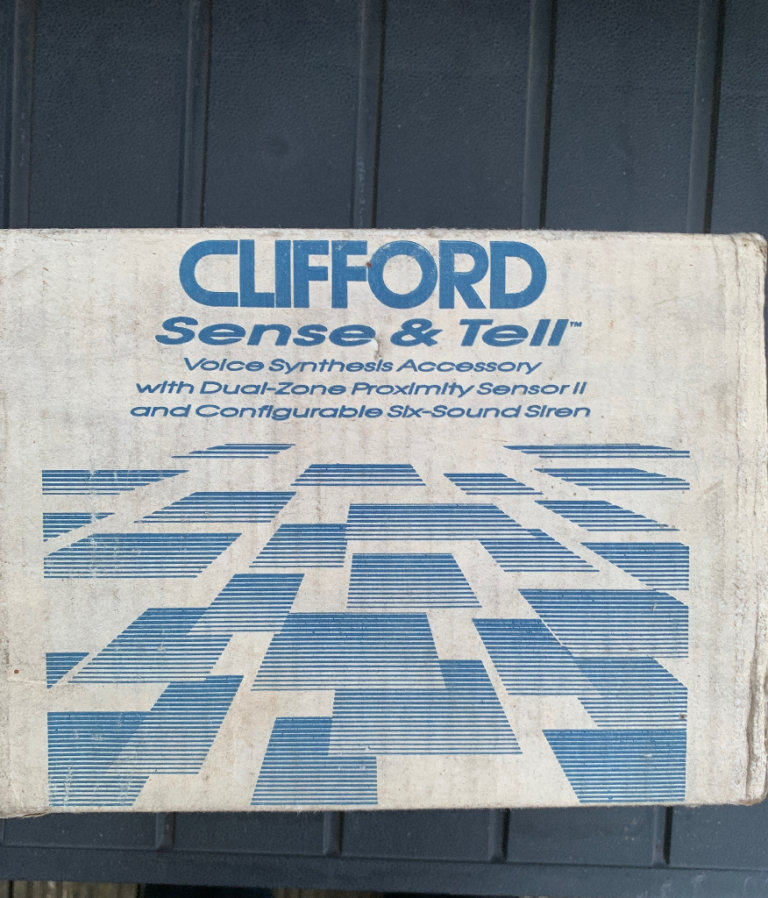 CLIFFORD
Sense & Tell™
Voice Synthesis Accessory
with Dual-Zone Proximity Sensor II
and Configurable Six-Sound Siren